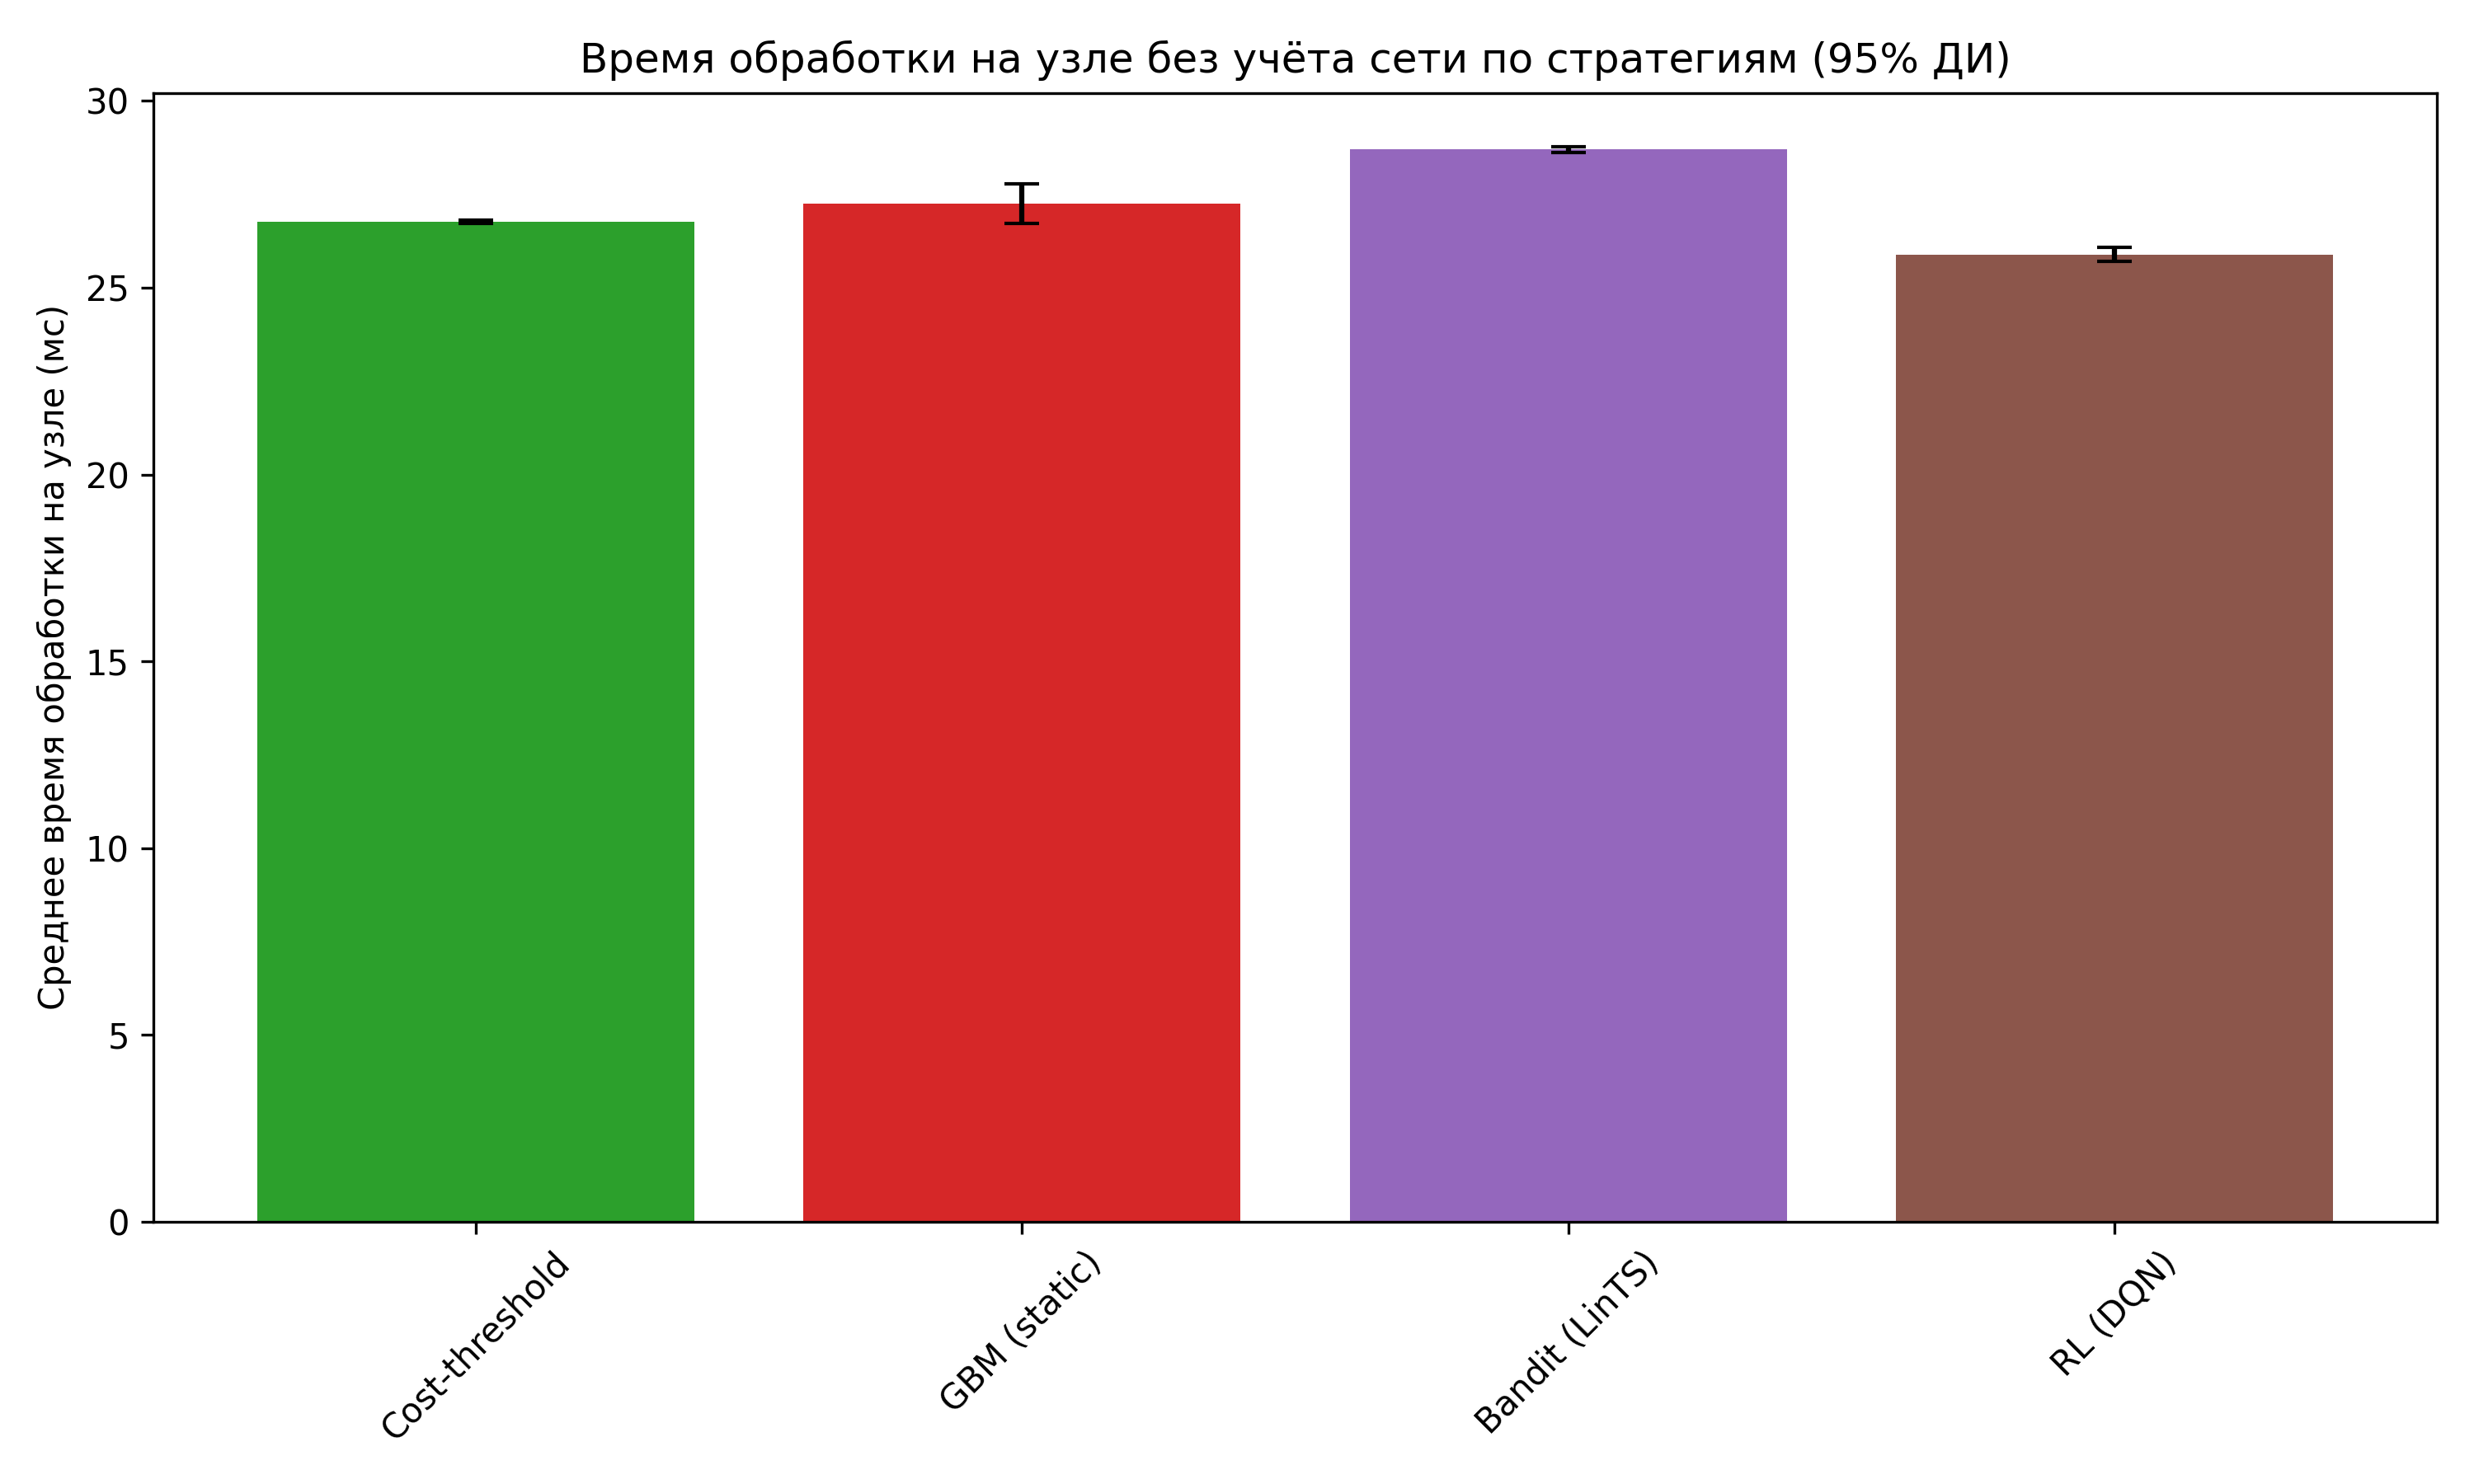 Время обработки на узле без учёта сети по стратегиям (95% ДИ)
Среднее время обработки на узле (мс)
30
25
20
15
10
5
0
Cost-threshold
GBM (static)
Bandit (LinTS)
RL (DQN)